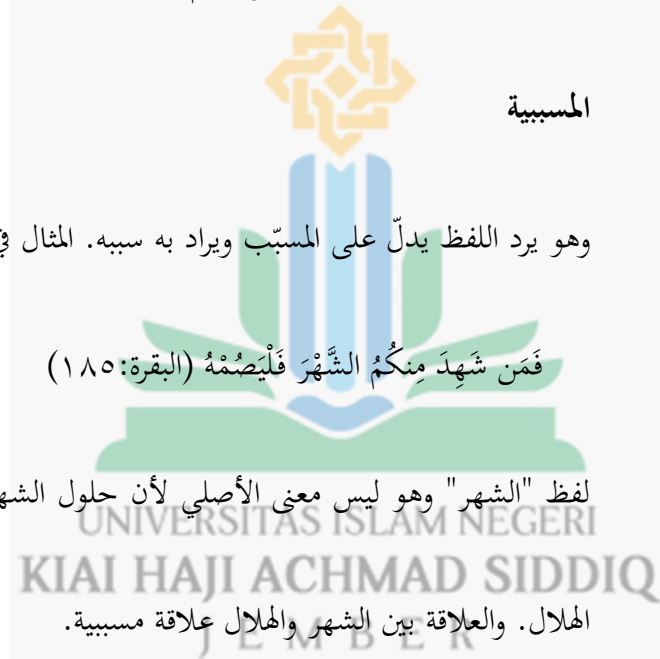 المسببية
وهو يرد اللفظ يدلّ على المسبّب ويراد به سببه. المثال في
فَمَن شَهِدَ مِنكُمُ الشَّهْرَ فَلْيَصُمْهُ (البقرة:١٨٥)
لفظ "الشهر" وهو ليس معنى الأصلي لأن حلول
UNIVERSITAS ISLAM NEGERI
KIAI HAJI ACHMAD SIDDIQ
الهلال. والعلاقة بين الشهر والهلال علاقة مسببية.
JEMBER